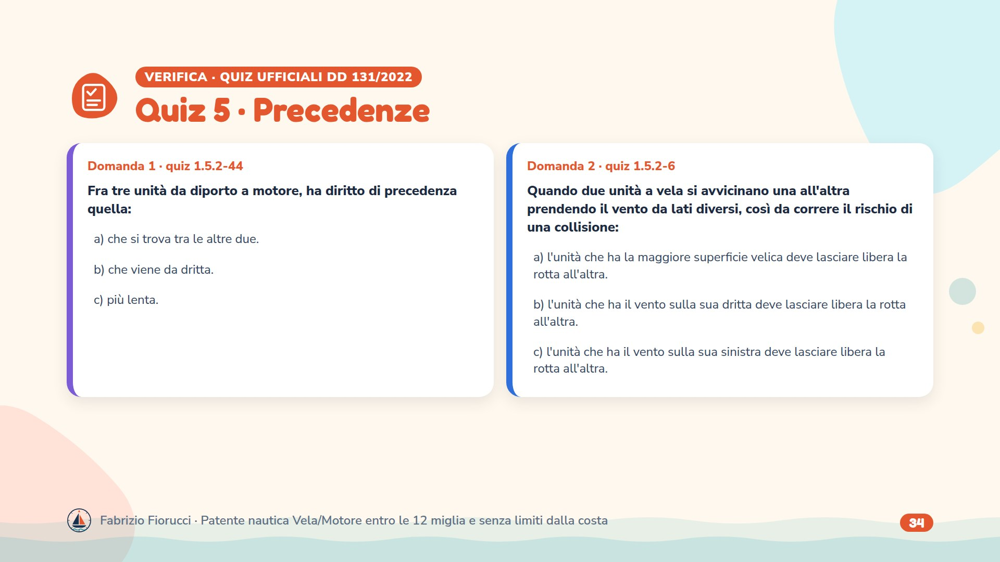 VERIFICA · QUIZ UFFICIALI DD 131/2022
Quiz 5 · Precedenze
Domanda 1 · quiz 1.5.2-44
Fra tre unità da diporto a motore, ha diritto di precedenza
quella:
a) che si trova tra le altre due.
b) che viene da dritta.
c) più lenta.
Domanda 2 · quiz 1.5.2-6
Quando due unità a vela si avvicinano una all'altra
prendendo il vento da lati diversi, così da correre il rischio di
una collisione:
a) l'unità che ha la maggiore superficie velica deve lasciare libera la
rotta all'altra.
b) l'unità che ha il vento sulla sua dritta deve lasciare libera la rotta
all'altra.
c) l'unità che ha il vento sulla sua sinistra deve lasciare libera la
rotta all'altra.
Fabrizio Fiorucci · Patente nautica Vela/Motore entro le 12 miglia e senza limiti dalla costa
34